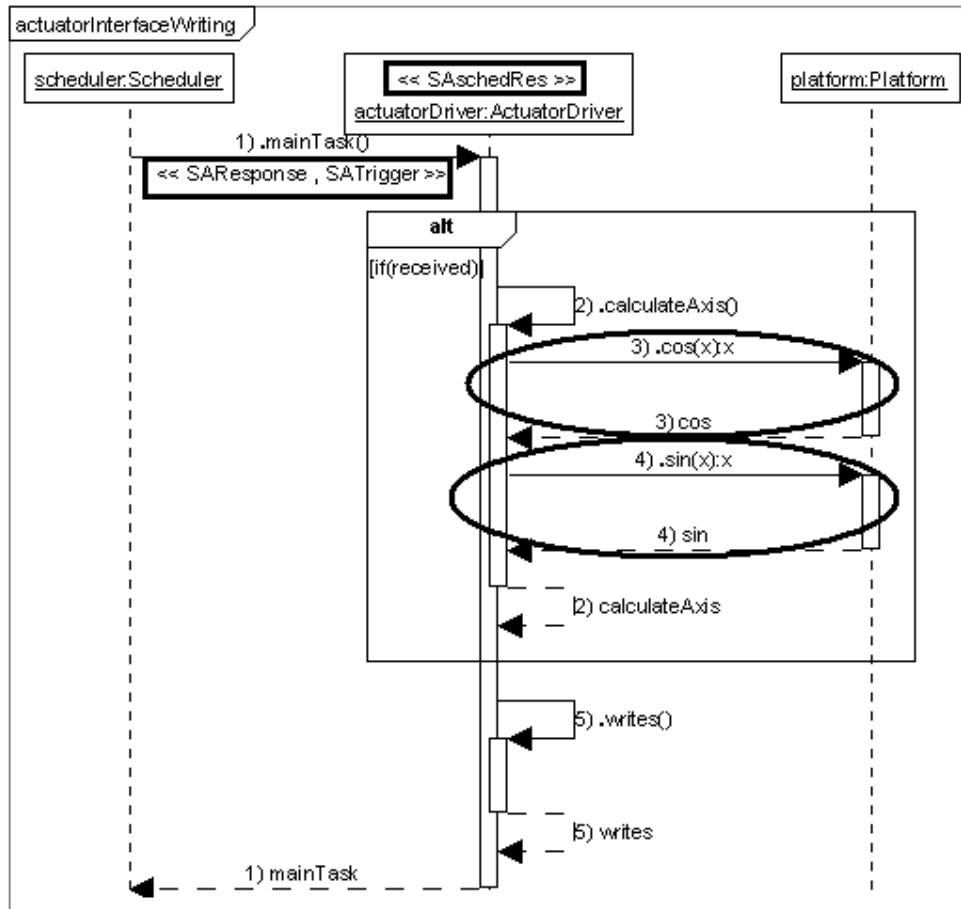 actuatorInterfaceWriting
scheduler:Scheduler
<< SAschedRes >>
actuatorDriver:ActuatorDriver
platform:Platform
1) .mainTask()
<< SAResponse , SATrigger >>
alt
[if(received)]
2) .calculateAxis()
3) .cos(x):x
3) cos
4) .sin(x):x
4) sin
2) calculateAxis
5) .writes()
5) writes
1) mainTask